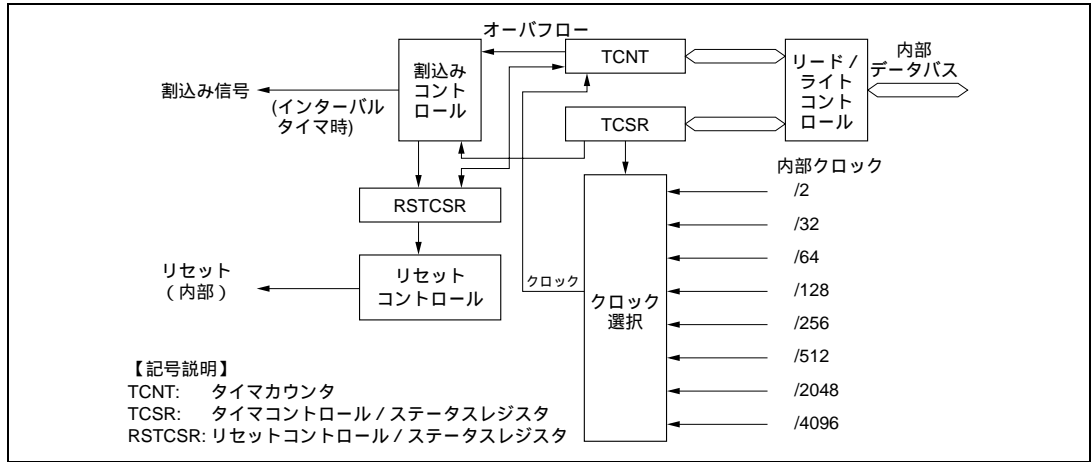 オーバフロー
TCNT
内部
データバス
リード /
ライト
コント
ロール
割込み
コント
ロール
割込み信号
(インターバル
タイマ時)
TCSR
内部クロック
/2
RSTCSR
/32
/64
リセット
( 内部 )
リセット
コントロール
クロック
クロック
選択
/128
/256
/512
/2048
/4096
【記号説明】
TCNT: タイマカウンタ
TCSR: タイマコントロール / ステータスレジスタ
RSTCSR: リセットコントロール / ステータスレジスタ